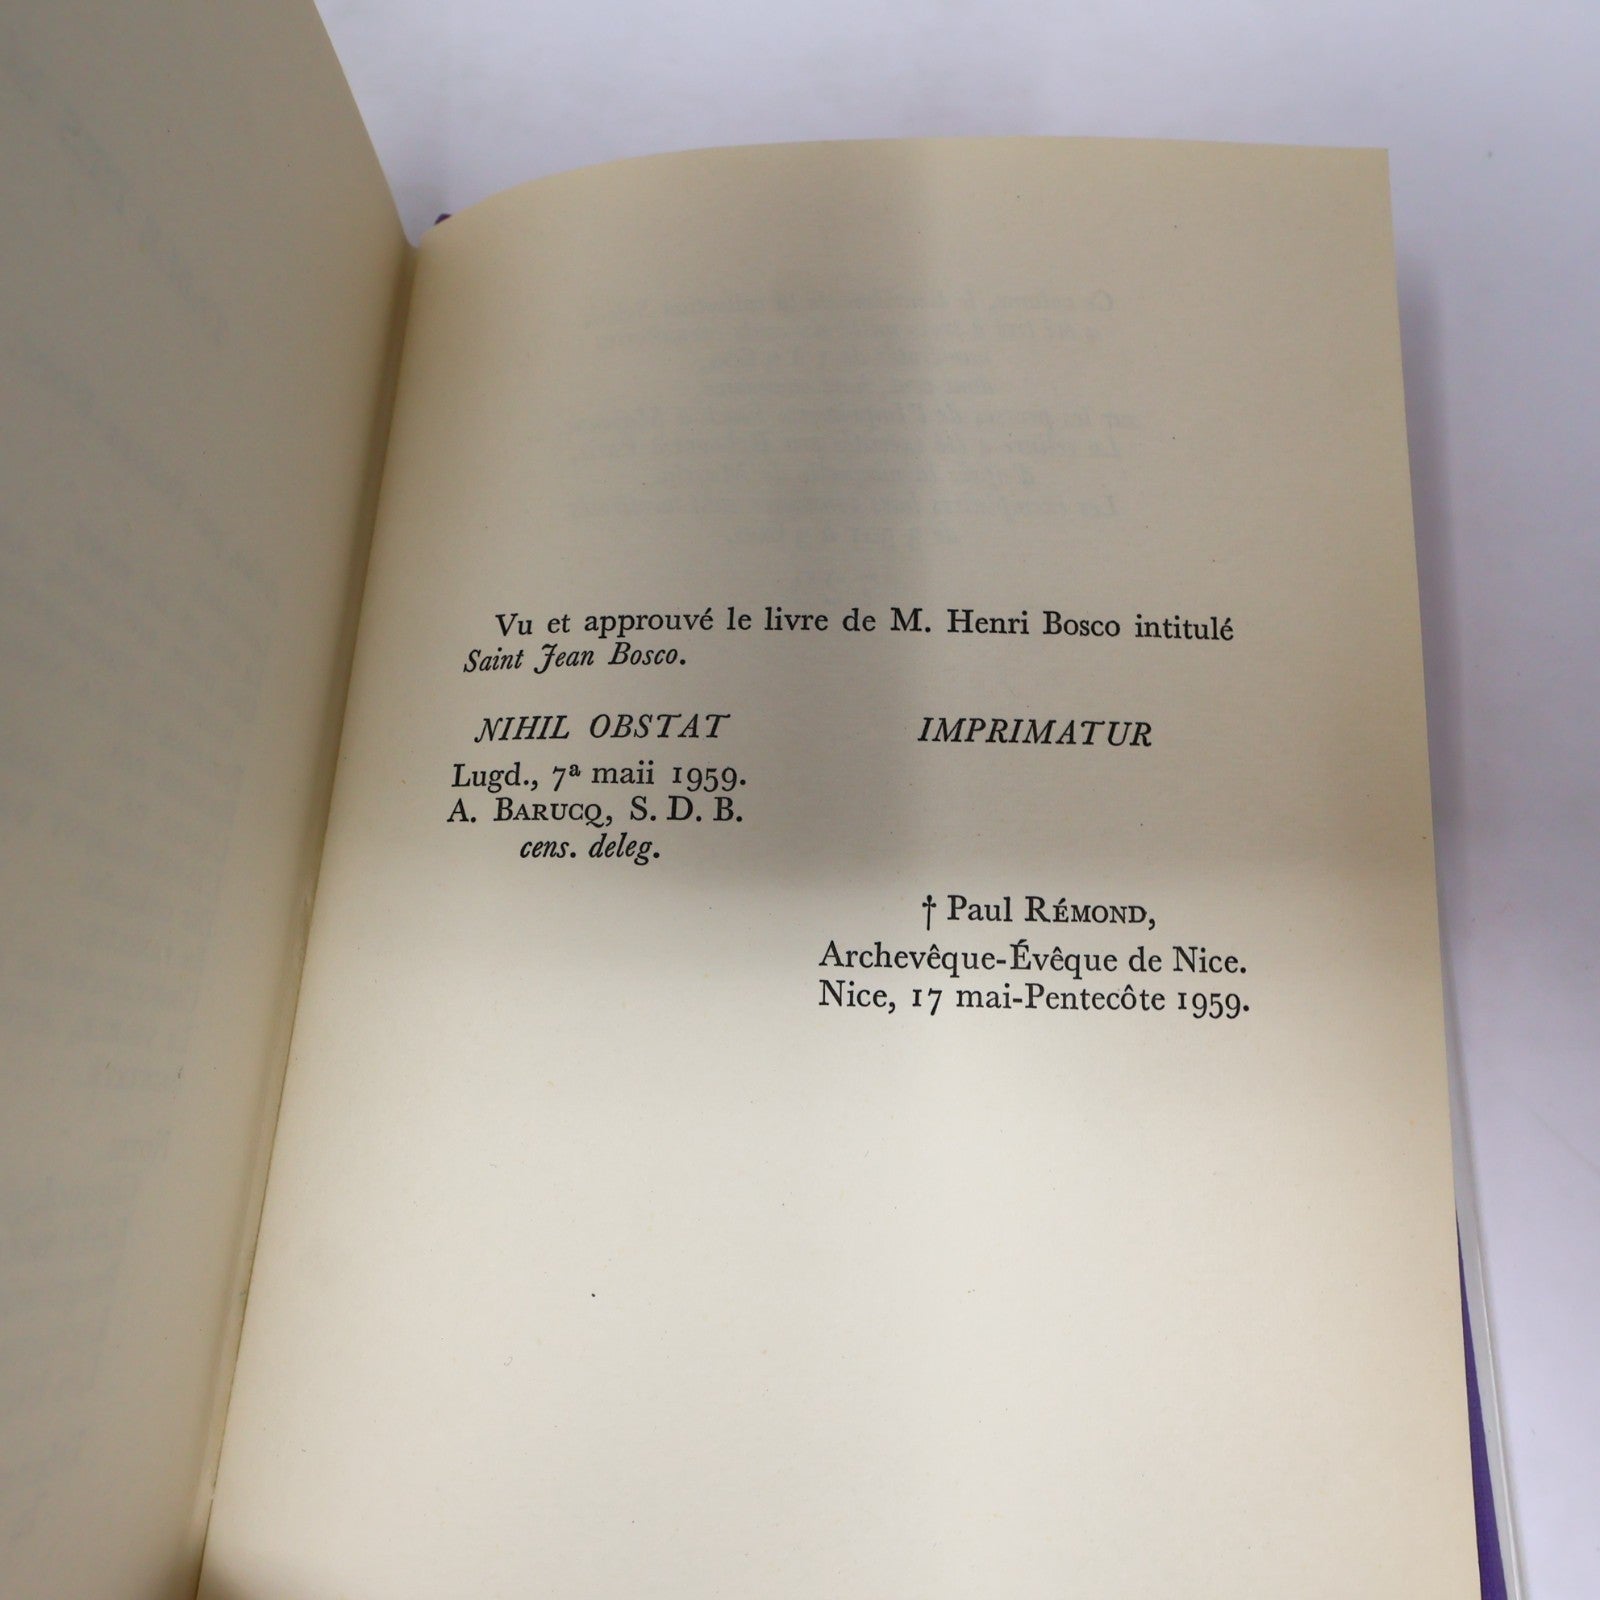 Vu et approuvé le livre de M. Henri Bosco intitulé
Saint Jean Bosco.
NIHIL OBSTAT
Lugd., 7ª maii 1959.
A. BARUCQ, S. D. B.
cens. deleg.
IMPRIMATUR
† Paul RÉMOND,
Archevêque-Évêque de Nice.
Nice, 17 mai-Pentecôte 1959.